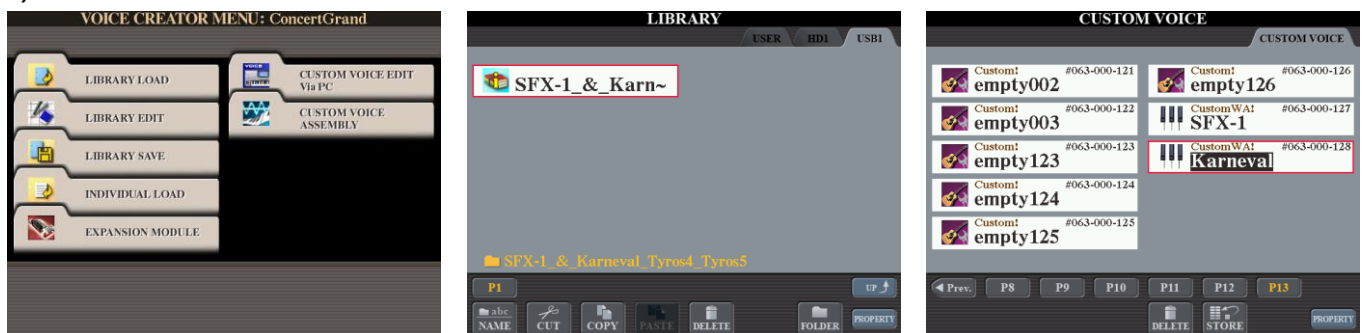 VOICE CREATOR MENU: ConcertGrand
LIBRARY LOAD
LIBRARY EDIT
LIBRARY SAVE
INDIVIDUAL LOAD
EXPANSION MODULE
CUSTOM VOICE EDIT
Via PC
CUSTOM VOICE
ASSEMBLY
LIBRARY
USER HD1 USB1
SFX-1_&_Karn~
SFX-1_&_Karneval_Tyros4_Tyros5
P1 UP
abc
NAME CUT COPY PASTE DELETE FOLDER PROPERTY
CUSTOM VOICE
CUSTOM VOICE
Custom! #063-000-121
empty002
Custom! #063-000-122
empty003
Custom! #063-000-123
empty123
Custom! #063-000-124
empty124
Custom! #063-000-125
empty125
Custom! #063-000-126
empty126
CustomWA! #063-000-127
SFX-1
CustomWA! #063-000-128
Karneval
Prev. P8 P9 P10 P11 P12 P13
DELETE STORE PROPERTY